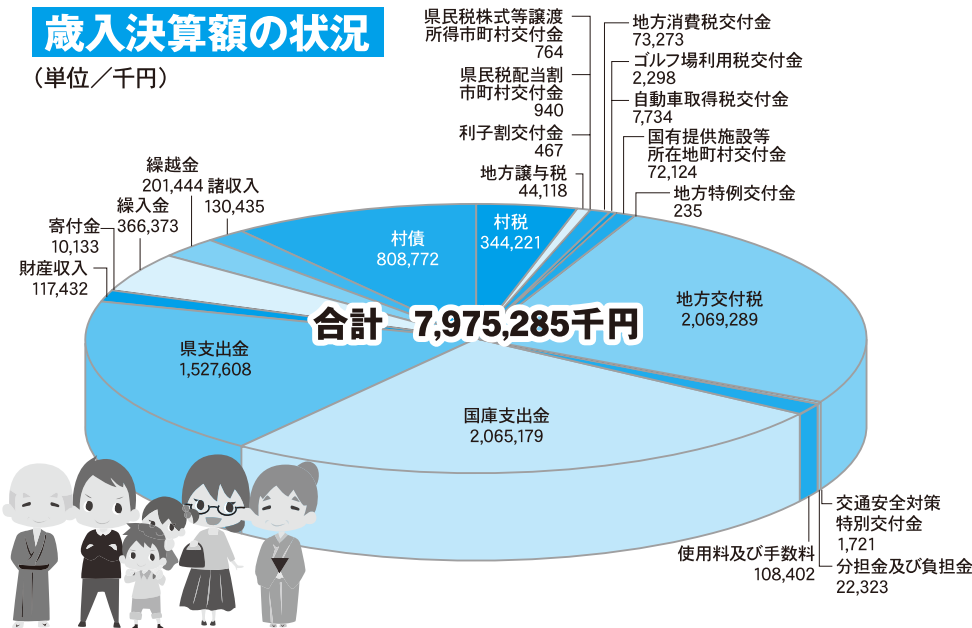 歳入決算額の状況
（単位／千円）
県民税株式等譲渡
所得市町村交付金
764
県民税配当割
市町村交付金
940
利子割交付金
467
地方譲与税
44,118
地方消費税交付金
73,273
ゴルフ場利用税交付金
2,298
自動車取得税交付金
7,734
国有提供施設等
所在地町村交付金
72,124
地方特例交付金
235
繰越金
201,444
諸収入
130,435
繰入金
366,373
寄付金
10,133
財産収入
117,432
村債
808,772
村税
344,221
地方交付税
2,069,289
合計　7,975,285千円
県支出金
1,527,608
国庫支出金
2,065,179
交通安全対策
特別交付金
1,721
使用料及び手数料
108,402
分担金及び負担金
22,323